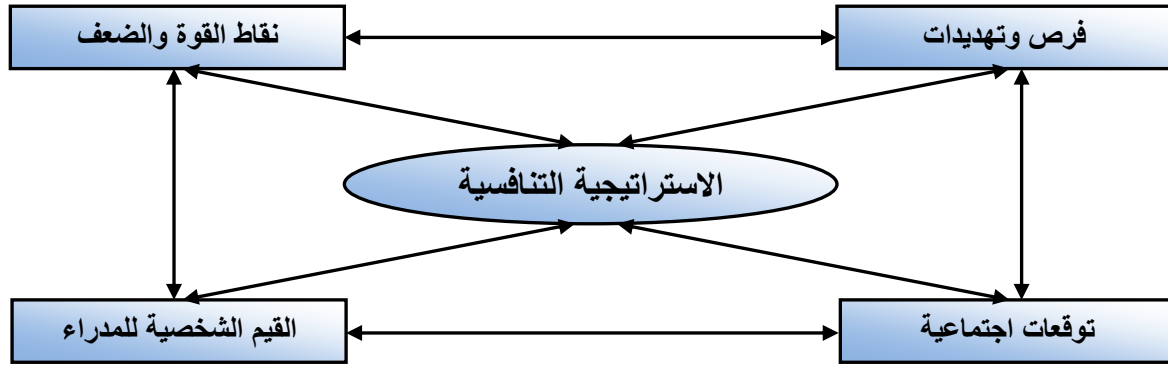 فرص وتهديدات
نقاط القوة والضعف
الاستراتيجية التنافسية
توقعات اجتماعية
القيم الشخصية للمدراء